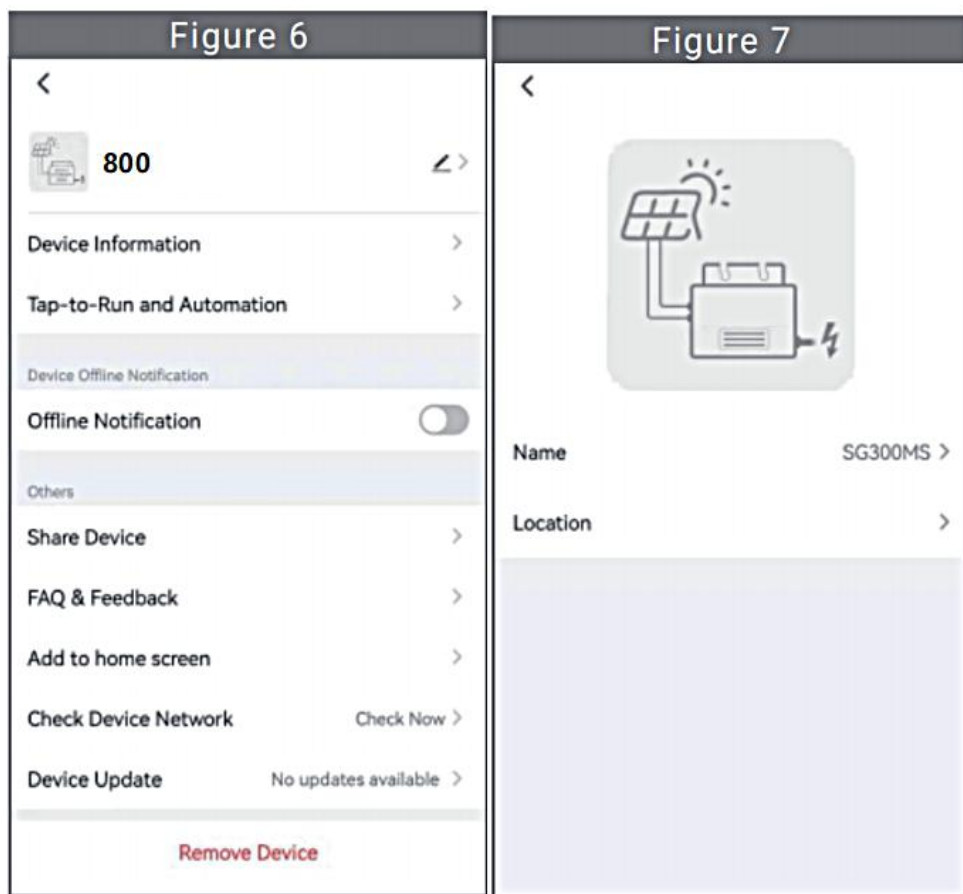 Figure 6
800
Device Information
Tap-to-Run and Automation
Device Offline Notification
Offline Notification
Others
Share Device
FAQ & Feedback
Add to home screen
Check Device Network Check Now
Device Update No updates available
Remove Device
Figure 7
Name SG300MS
Location